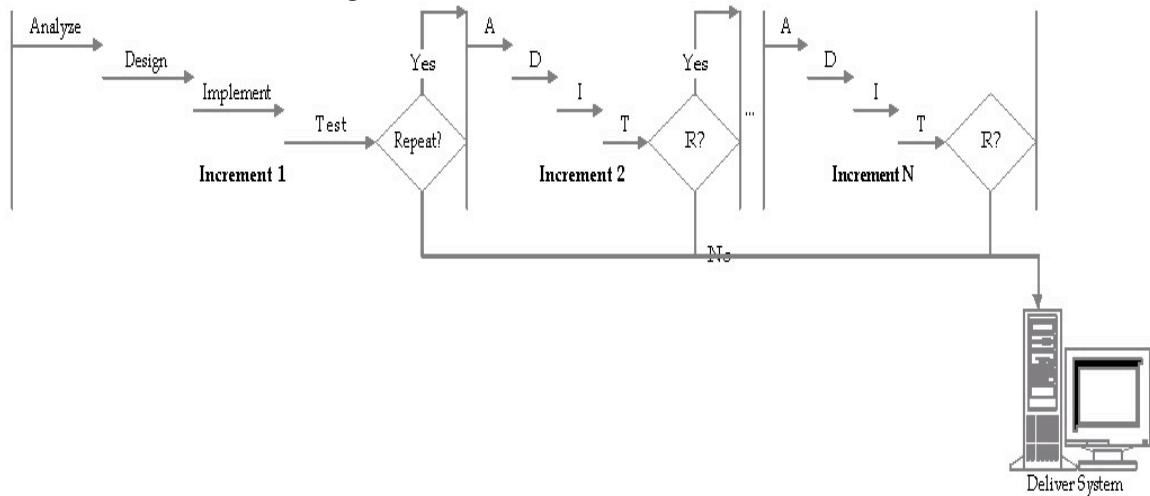 Analyze
Design
Implement
Test
Repeat?
Yes
Increment 1
A
D
I
T
R?
Yes
Increment 2
...
A
D
I
T
R?
Increment N
No
Deliver System